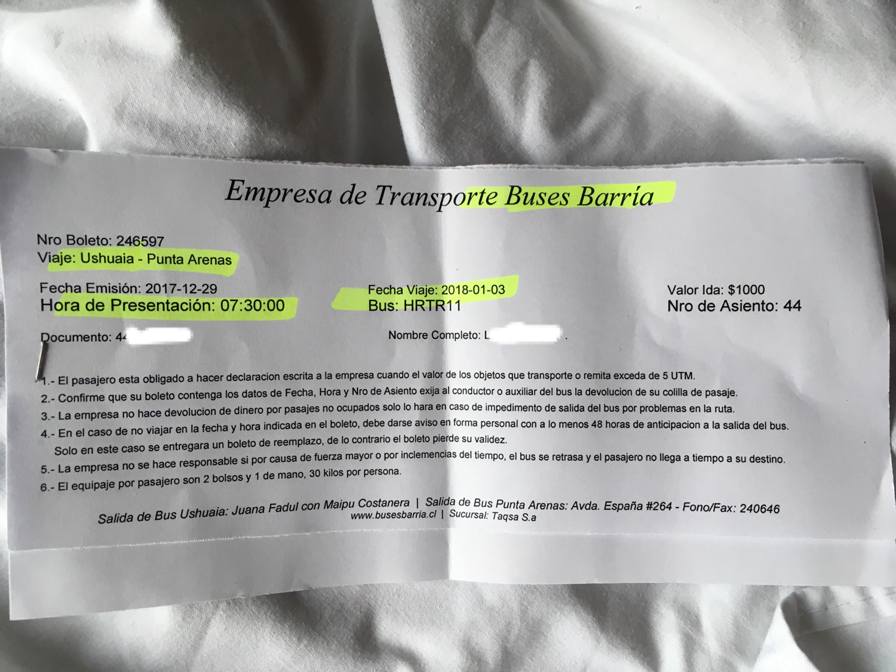 Empresa de Transporte Buses Barría
Nro Boleto: 246597
Viaje: Ushuaia - Punta Arenas
Fecha Emisión: 2017-12-29
Fecha Viaje: 2018-01-03
Valor Ida: $1000
Hora de Presentación: 07:30:00
Bus: HRTR11
Nro de Asiento: 44
Documento: 44
Nombre Completo: L
1.- El pasajero esta obligado a hacer declaracion escrita a la empresa cuando el valor de los objetos que transporte o remita exceda de 5 UTM.
2.- Confirme que su boleto contenga los datos de Fecha, Hora y Nro de Asiento exija al conductor o auxiliar del bus la devolucion de su colilla de pasaje.
3.- La empresa no hace devolucion de dinero por pasajes no ocupados solo lo hara en caso de impedimento de salida del bus por problemas en la ruta.
4.- En el caso de no viajar en la fecha y hora indicada en el boleto, debe darse aviso en forma personal con a lo menos 48 horas de anticipacion a la salida del bus.
Solo en este caso se entregara un boleto de reemplazo, de lo contrario el boleto pierde su validez.
5.- La empresa no se hace responsable si por causa de fuerza mayor o por inclemencias del tiempo, el bus se retrasa y el pasajero no llega a tiempo a su destino.
6.- El equipaje por pasajero son 2 bolsos y 1 de mano, 30 kilos por persona.
Salida de Bus Ushuaia: Juana Fadul con Maipu Costanera | Salida de Bus Punta Arenas: Avda. España #264 - Fono/Fax: 240646
www.busesbarria.cl | Sucursal: Taqsa S.a